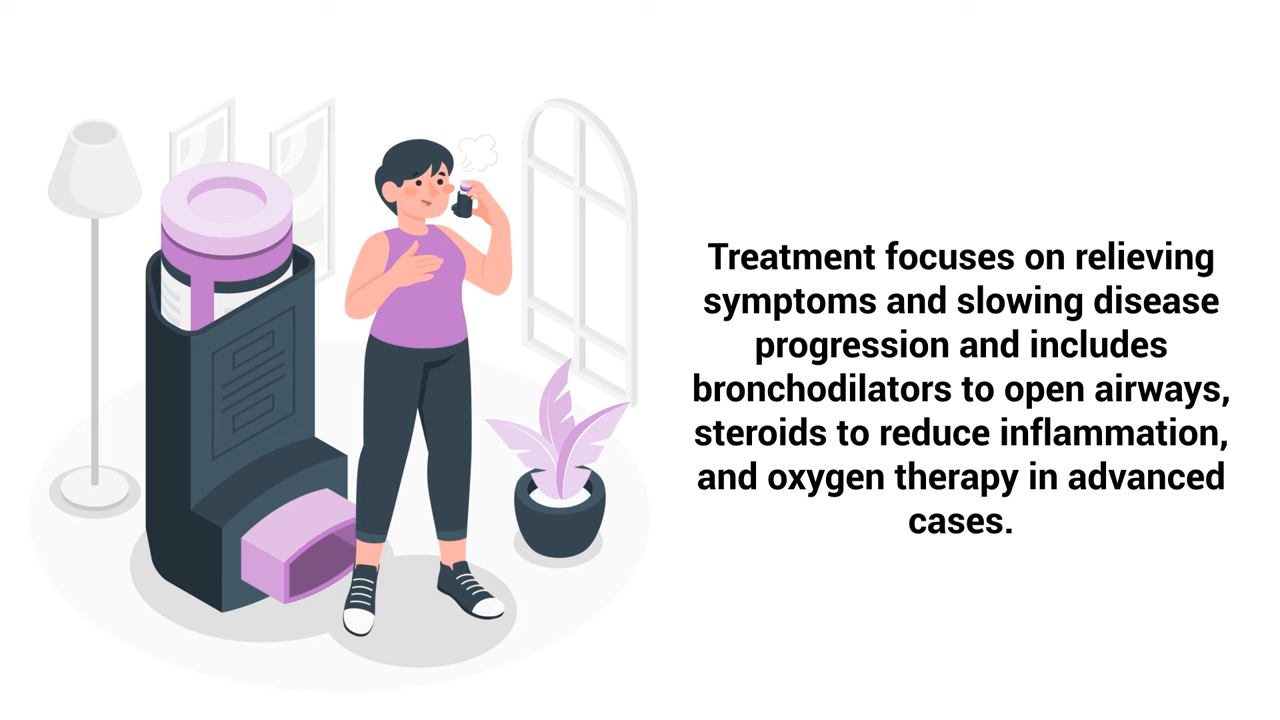 Treatment focuses on relieving
symptoms and slowing disease
progression and includes
bronchodilators to open airways,
steroids to reduce inflammation,
and oxygen therapy in advanced
cases.